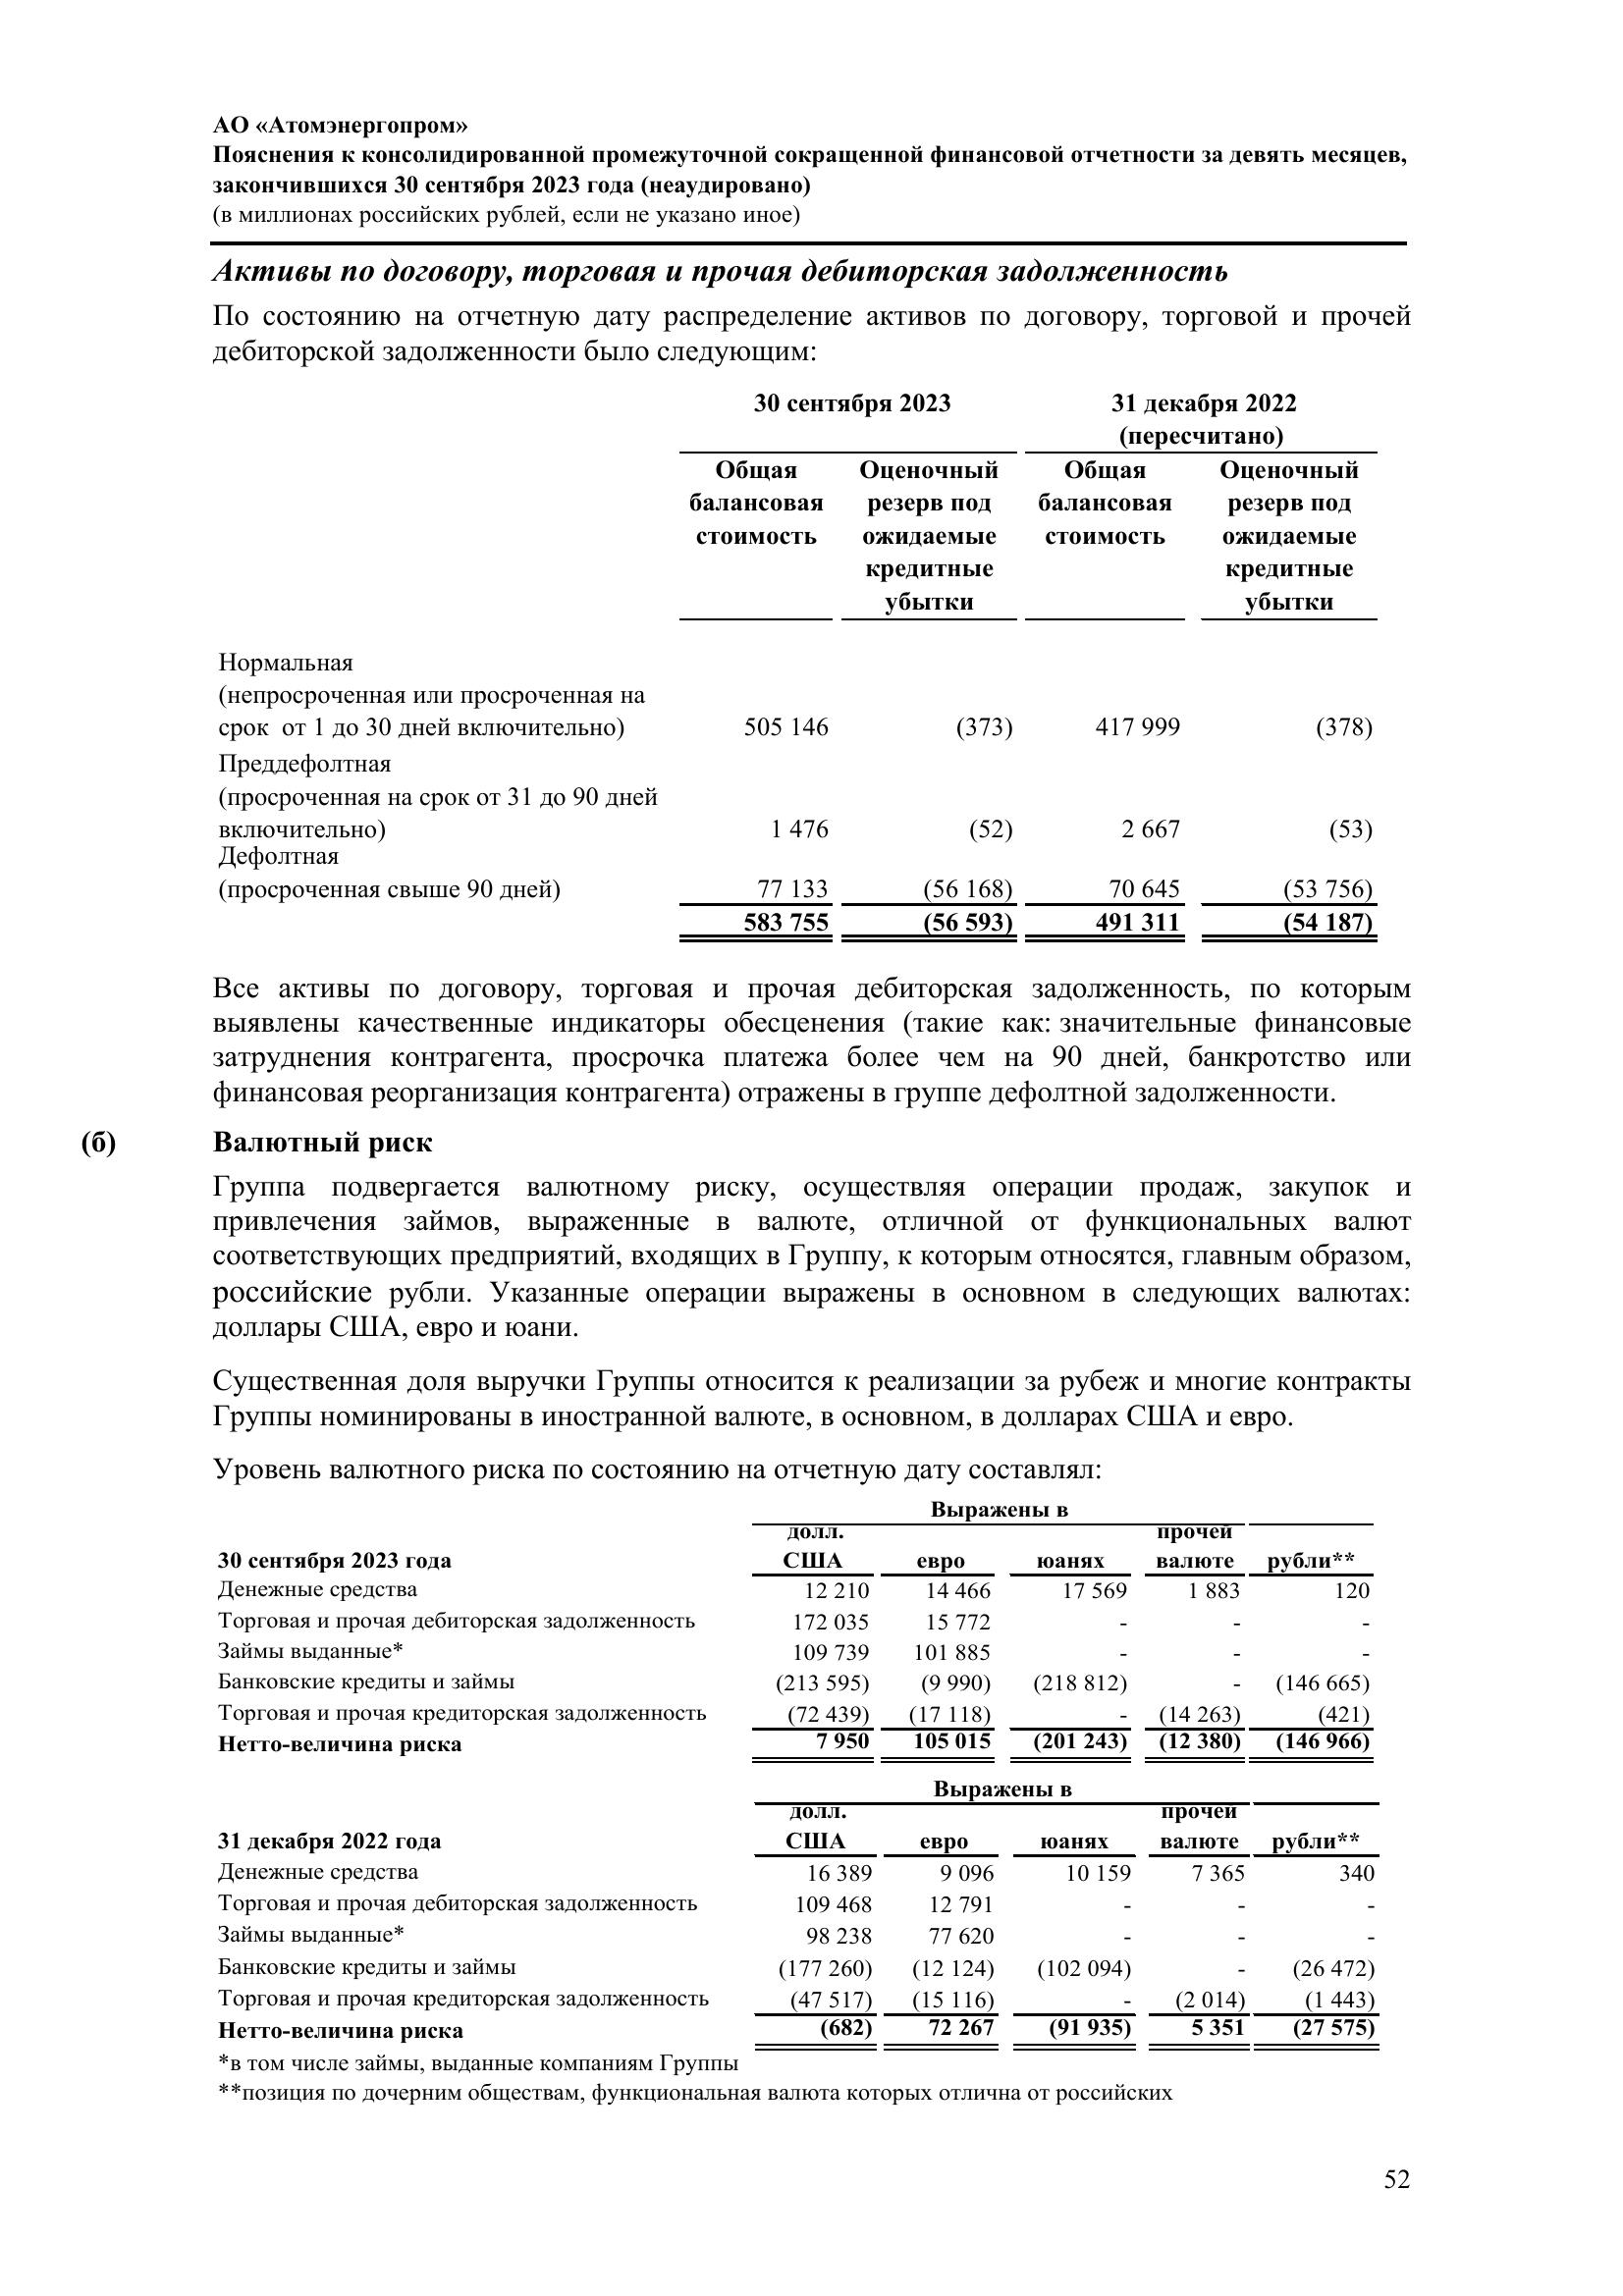 АО «Атомэнергопром»
Пояснения к консолидированной промежуточной сокращенной финансовой отчетности за девять месяцев,
закончившихся 30 сентября 2023 года (неаудировано)
(в миллионах российских рублей, если не указано иное)
Активы по договору, торговая и прочая дебиторская задолженность
По состоянию на отчетную дату распределение активов по договору, торговой и прочей
дебиторской задолженности было следующим:
30 сентября 2023 31 декабря 2022
(пересчитано)
Общая Оценочный Общая Оценочный
балансовая резерв под балансовая резерв под
стоимость ожидаемые стоимость ожидаемые
кредитные кредитные
убытки убытки
Нормальная
(непросроченная или просроченная на
срок от 1 до 30 дней включительно) 505 146 (373) 417 999 (378)
Преддефолтная
(просроченная на срок от 31 до 90 дней
включительно) 1 476 (52) 2 667 (53)
Дефолтная
(просроченная свыше 90 дней) 77 133 (56 168) 70 645 (53 756)
583 755 (56 593) 491 311 (54 187)
Все активы по договору, торговая и прочая дебиторская задолженность, по которым
выявлены качественные индикаторы обесценения (такие как: значительные финансовые
затруднения контрагента, просрочка платежа более чем на 90 дней, банкротство или
финансовая реорганизация контрагента) отражены в группе дефолтной задолженности.
(б) Валютный риск
Группа подвергается валютному риску, осуществляя операции продаж, закупок и
привлечения займов, выраженные в валюте, отличной от функциональных валют
соответствующих предприятий, входящих в Группу, к которым относятся, главным образом,
российские рубли. Указанные операции выражены в основном в следующих валютах:
доллары США, евро и юани.
Существенная доля выручки Группы относится к реализации за рубеж и многие контракты
Группы номинированы в иностранной валюте, в основном, в долларах США и евро.
Уровень валютного риска по состоянию на отчетную дату составлял:
Выражены в
долл. прочей
30 сентября 2023 года США евро юанях валюте рубли**
Денежные средства 12 210 14 466 17 569 1 883 120
Торговая и прочая дебиторская задолженность 172 035 15 772 - - -
Займы выданные* 109 739 101 885 - - -
Банковские кредиты и займы (213 595) (9 990) (218 812) - (146 665)
Торговая и прочая кредиторская задолженность (72 439) (17 118) - (14 263) (421)
Нетто-величина риска 7 950 105 015 (201 243) (12 380) (146 966)
Выражены в
долл. прочей
31 декабря 2022 года США евро юанях валюте рубли**
Денежные средства 16 389 9 096 10 159 7 365 340
Торговая и прочая дебиторская задолженность 109 468 12 791 - - -
Займы выданные* 98 238 77 620 - - -
Банковские кредиты и займы (177 260) (12 124) (102 094) - (26 472)
Торговая и прочая кредиторская задолженность (47 517) (15 116) - (2 014) (1 443)
Нетто-величина риска (682) 72 267 (91 935) 5 351 (27 575)
*в том числе займы, выданные компаниям Группы
**позиция по дочерним обществам, функциональная валюта которых отлична от российских
52